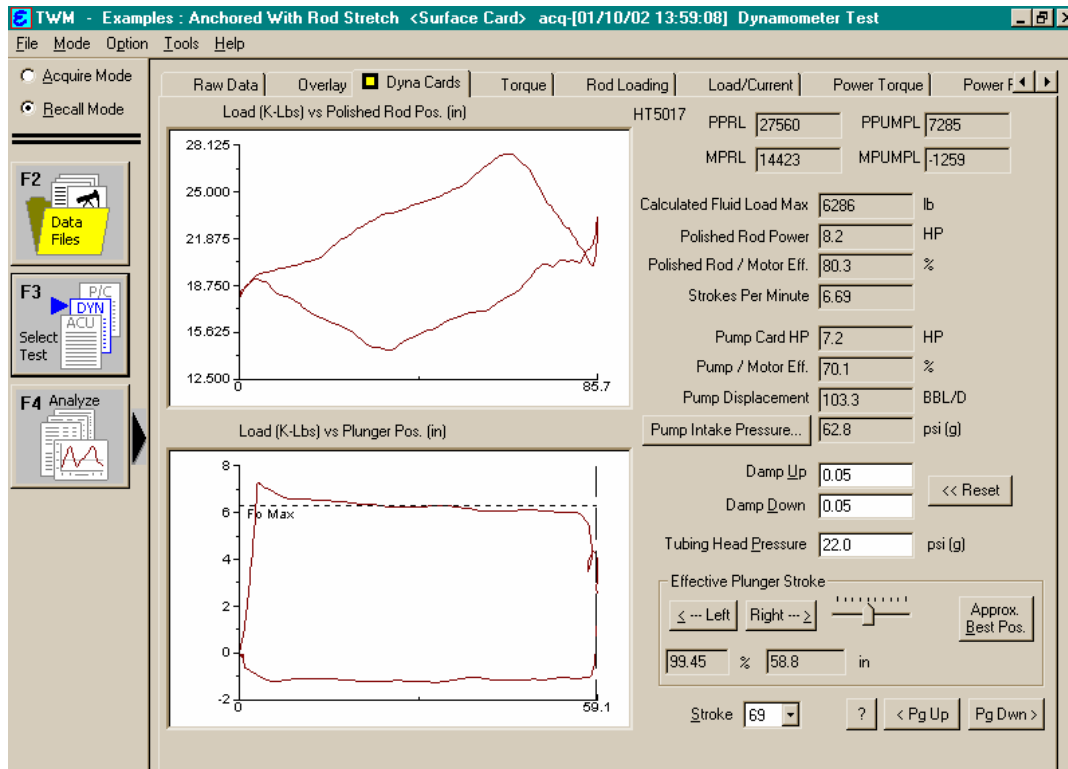 TWM - Examples : Anchored With Rod Stretch <Surface Card> acq-[01/10/02 13:59:08] Dynamometer Test
File Mode Option Tools Help
Acquire Mode
Recall Mode
F2
Data
Files
F3
P/C
DYN
ACU
Select
Test
F4 Analyze
Raw Data Overlay Dyna Cards Torque Rod Loading Load/Current Power Torque Power
Load (K-Lbs) vs Polished Rod Pos. (in)
28.125
25.000
21.875
18.750
15.625
12.500
0 85.7
Load (K-Lbs) vs Plunger Pos. (in)
8
6
4
2
0
-2
Fo Max
0 59.1
HT5017
PPRL 27560 PPUMPL 7285
MPRL 14423 MPUMPL -1259
Calculated Fluid Load Max 6286 lb
Polished Rod Power 8.2 HP
Polished Rod / Motor Eff. 80.3 %
Strokes Per Minute 6.69
Pump Card HP 7.2 HP
Pump / Motor Eff. 70.1 %
Pump Displacement 103.3 BBL/D
Pump Intake Pressure... 62.8 psi (g)
Damp Up 0.05
Damp Down 0.05
<< Reset
Tubing Head Pressure 22.0 psi (g)
Effective Plunger Stroke
< --- Left Right --- >
Approx.
Best Pos.
99.45 % 58.8 in
Stroke 69 ? < Pg Up Pg Dwn >